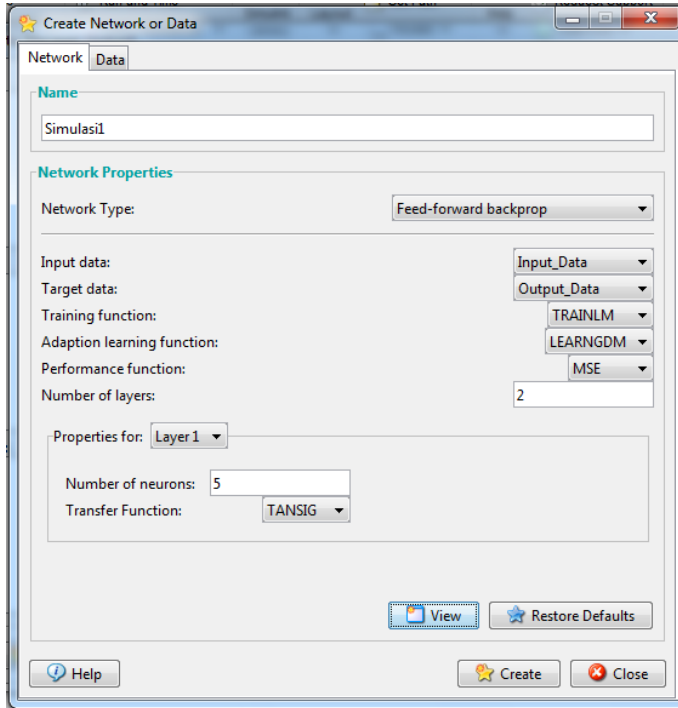 Create Network or Data
Network Data
Name
Simulasi1
Network Properties
Network Type: Feed-forward backprop
Input data: Input_Data
Target data: Output_Data
Training function: TRAINLM
Adaption learning function: LEARNGDM
Performance function: MSE
Number of layers: 2
Properties for: Layer 1
Number of neurons: 5
Transfer Function: TANSIG
View Restore Defaults
Help Create Close